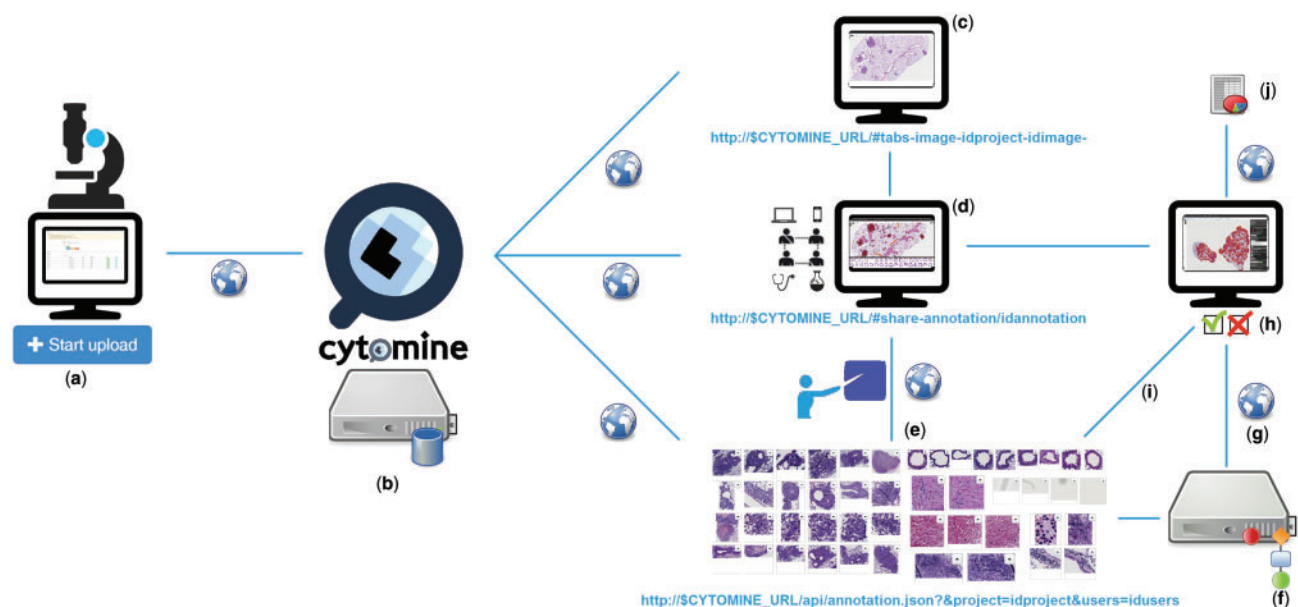 (c)
(j)
http://$CYTOMINE_URL/#tabs-image-idproject-idimage-
(d)
+ Start upload
(a)
cytomine
(b)
http://$CYTOMINE_URL/#share-annotation/idannotation
(h)
(i)
(g)
(e)
(f)
http://$CYTOMINE_URL/api/annotation.json?&project=idproject&users=idusers